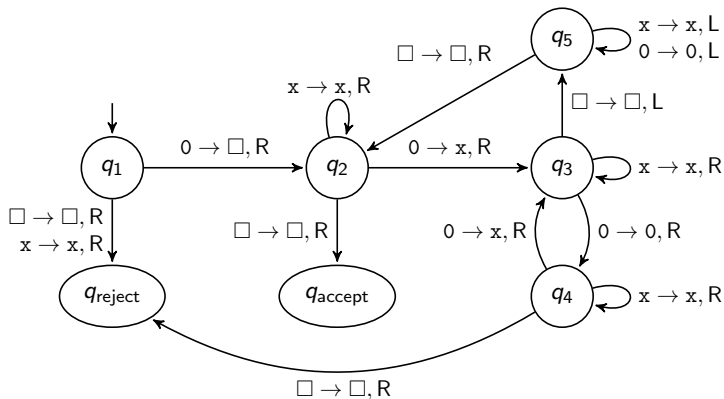 x → x, L
0 → 0, L
□ → □, R
q5
x → x, R
□ → □, L
q1
0 → □, R
q2
0 → x, R
q3
x → x, R
□ → □, R
x → x, R
□ → □, R
0 → x, R
0 → 0, R
qreject
qaccept
q4
x → x, R
□ → □, R